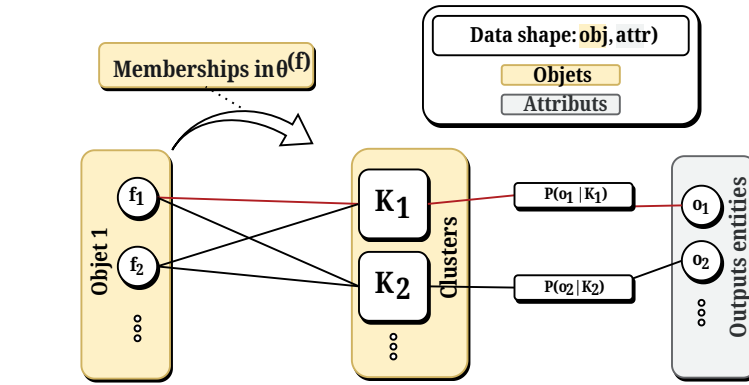 Data shape: obj, attr)
Objets
Attributs
Memberships in θ(f)
Objet 1
f1
f2
K1
K2
Clusters
P(o1 | K1)
P(o2 | K2)
o1
o2
Outputs entities